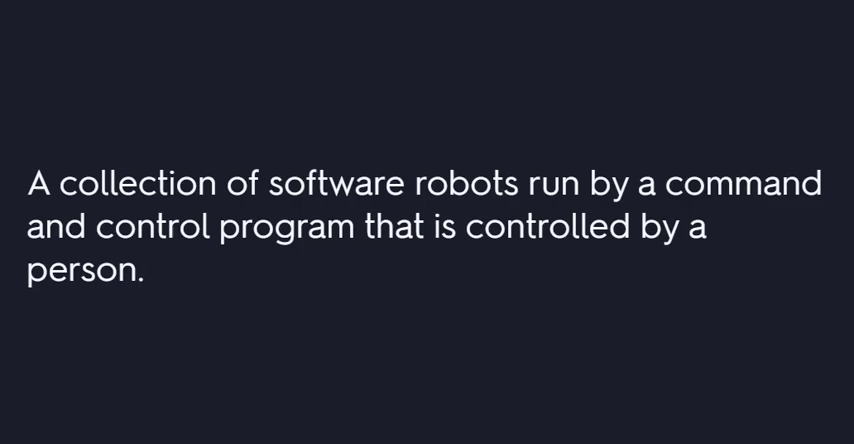 A collection of software robots run by a command
and control program that is controlled by a
person.